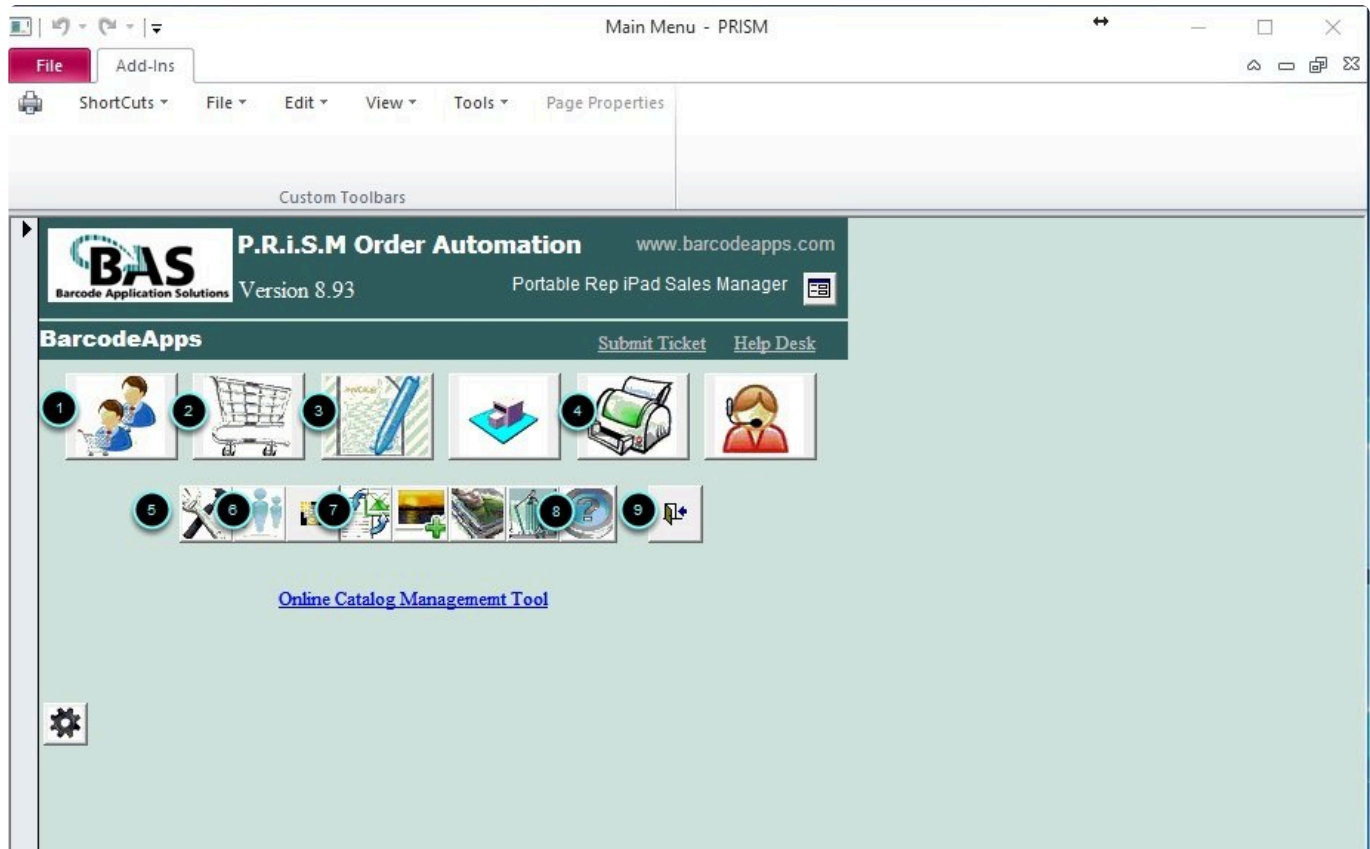 Main Menu - PRISM
File Add-Ins
ShortCuts File Edit View Tools Page Properties
Custom Toolbars
BAS
Barcode Application Solutions
P.R.i.S.M Order Automation www.barcodeapps.com
Version 8.93 Portable Rep iPad Sales Manager
BarcodeApps Submit Ticket Help Desk
1 2 3 4
5 6 7 8 ? 9
Online Catalog Managememt Tool